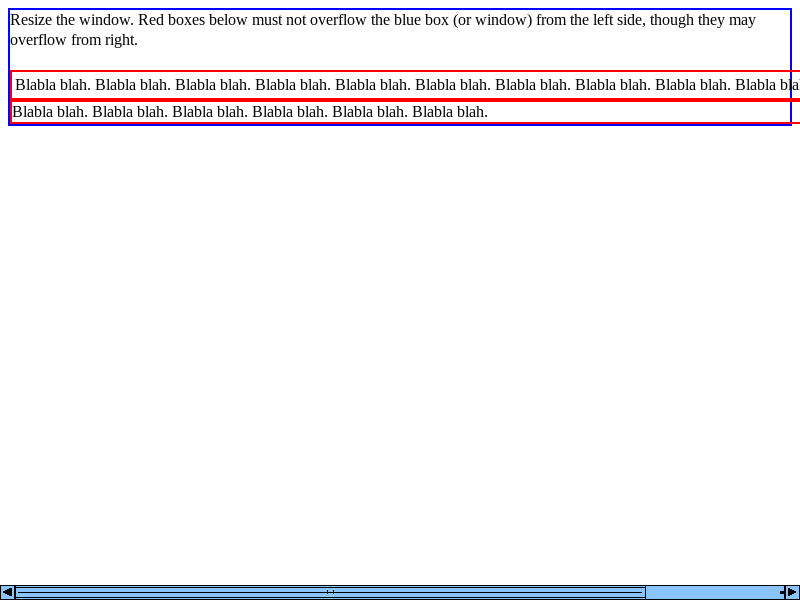 Resize the window. Red boxes below must not overflow the blue box (or window) from the left side, though they may
overflow from right.
Blabla blah. Blabla blah. Blabla blah. Blabla blah. Blabla blah. Blabla blah. Blabla blah. Blabla blah. Blabla blah. Blabla
Blabla blah. Blabla blah. Blabla blah. Blabla blah. Blabla blah. Blabla blah.